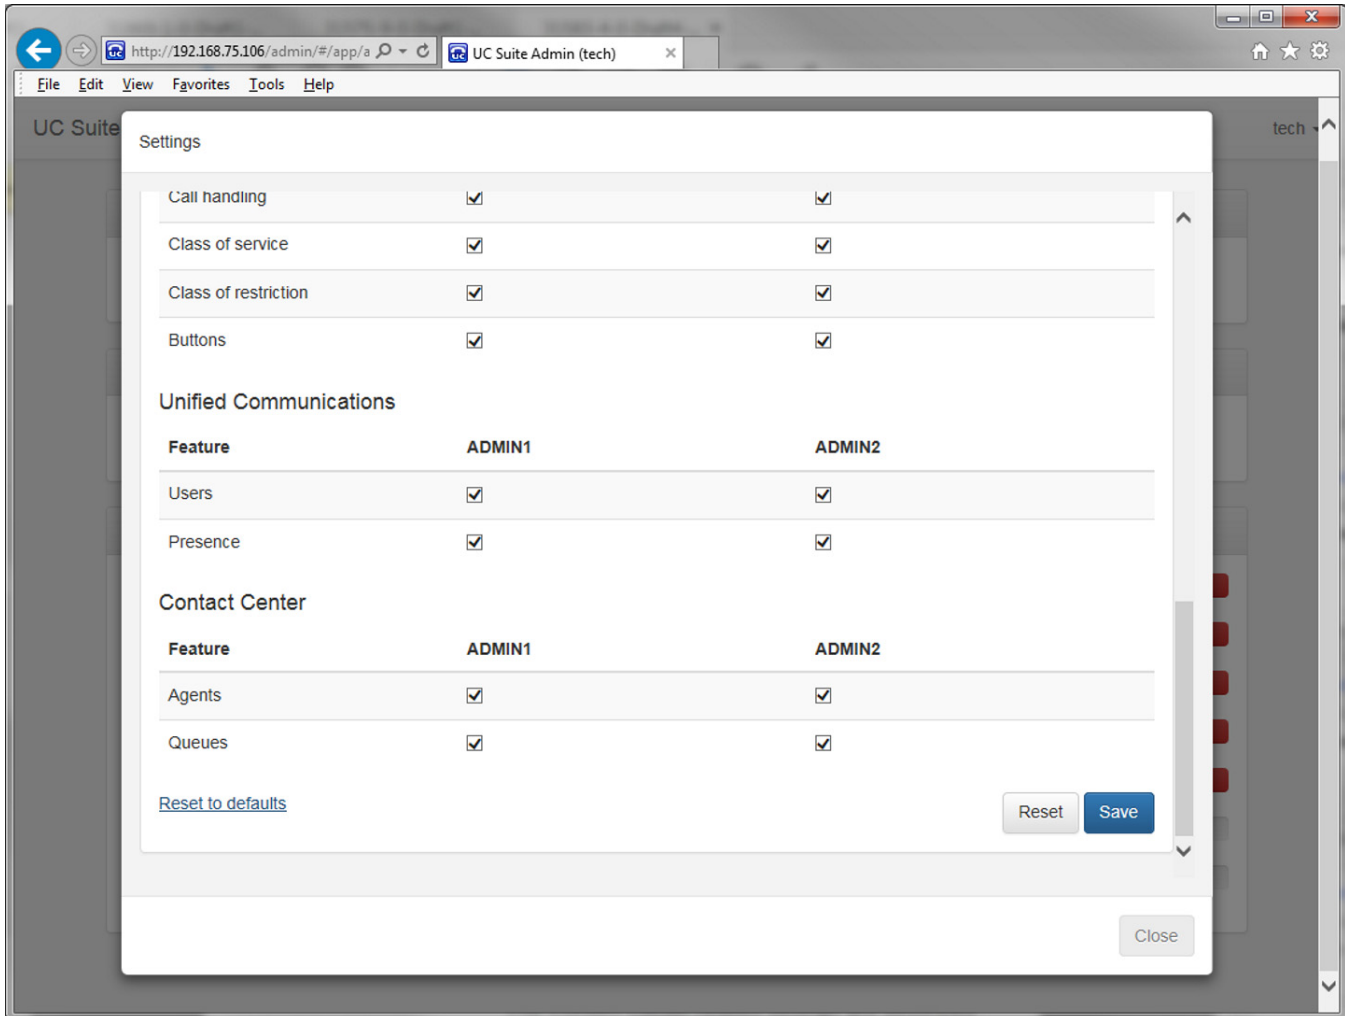 http://192.168.75.106/admin/#/app/a
UC Suite Admin (tech)
File Edit View Favorites Tools Help
UC Suite
tech
Settings
Call handling
Class of service
Class of restriction
Buttons
Unified Communications
Feature ADMIN1 ADMIN2
Users
Presence
Contact Center
Feature ADMIN1 ADMIN2
Agents
Queues
Reset to defaults
Reset Save
Close